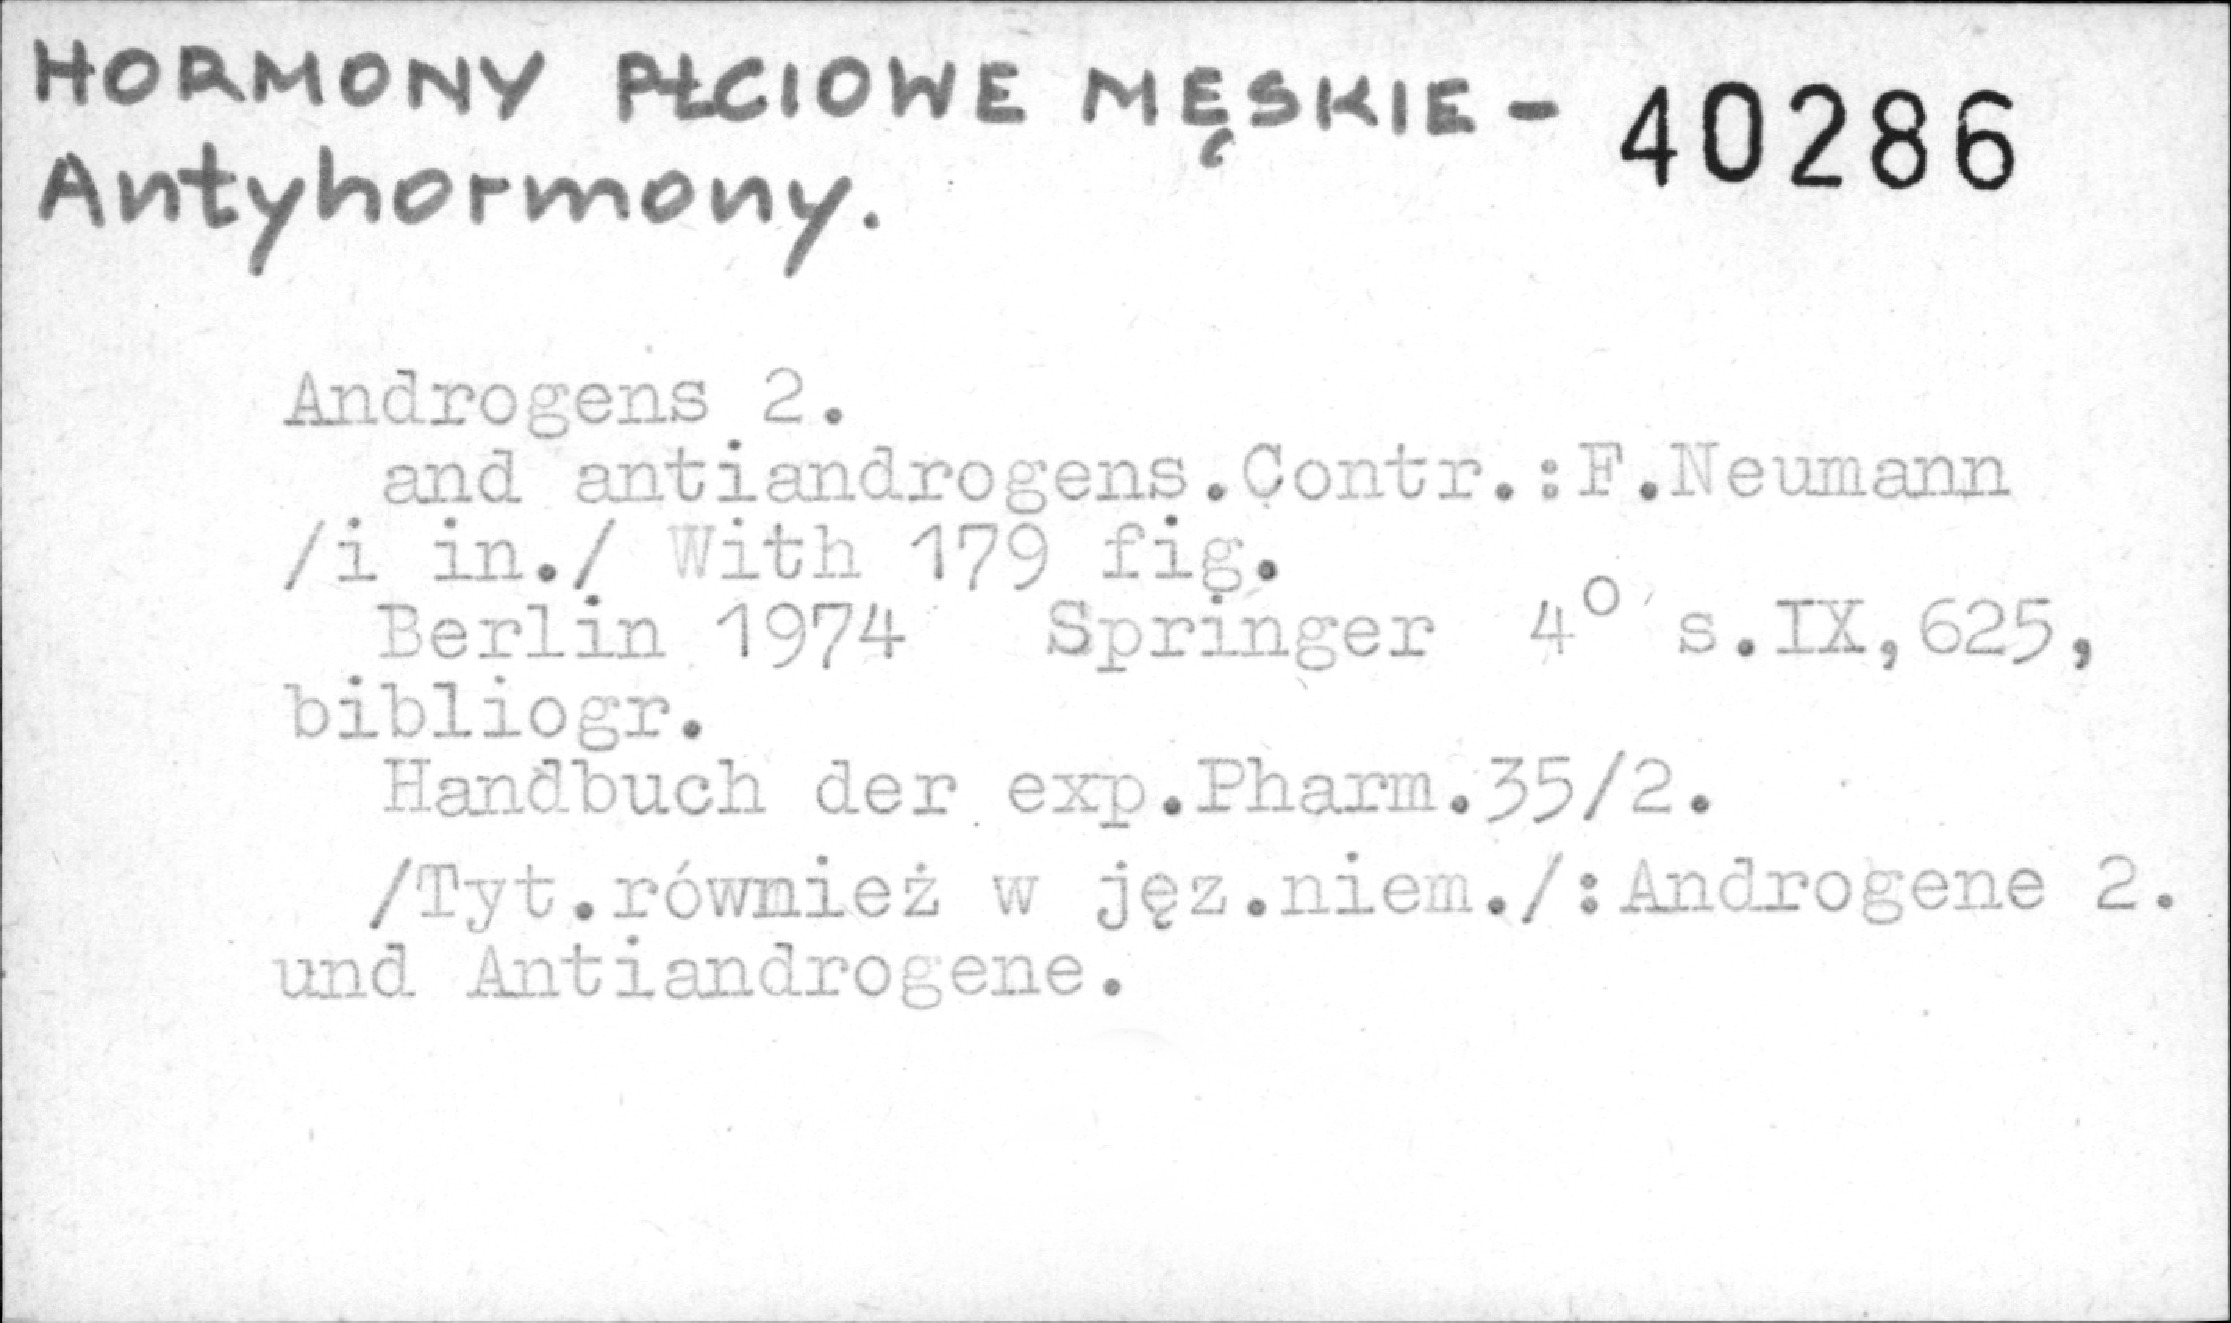 HORMONY PŁCIOWE MĘSKIE - 40286
Antyhormony.
Androgens 2.
and antiandrogens.Contr.:F.Neumann
/i in./ With 179 fig.
Berlin 1974 Springer 4° s.IX,625,
bibliogr.
Handbuch der exp.Pharm.35/2.
/Tyt.również w jęz.niem./:Androgene 2.
und Antiandrogene.